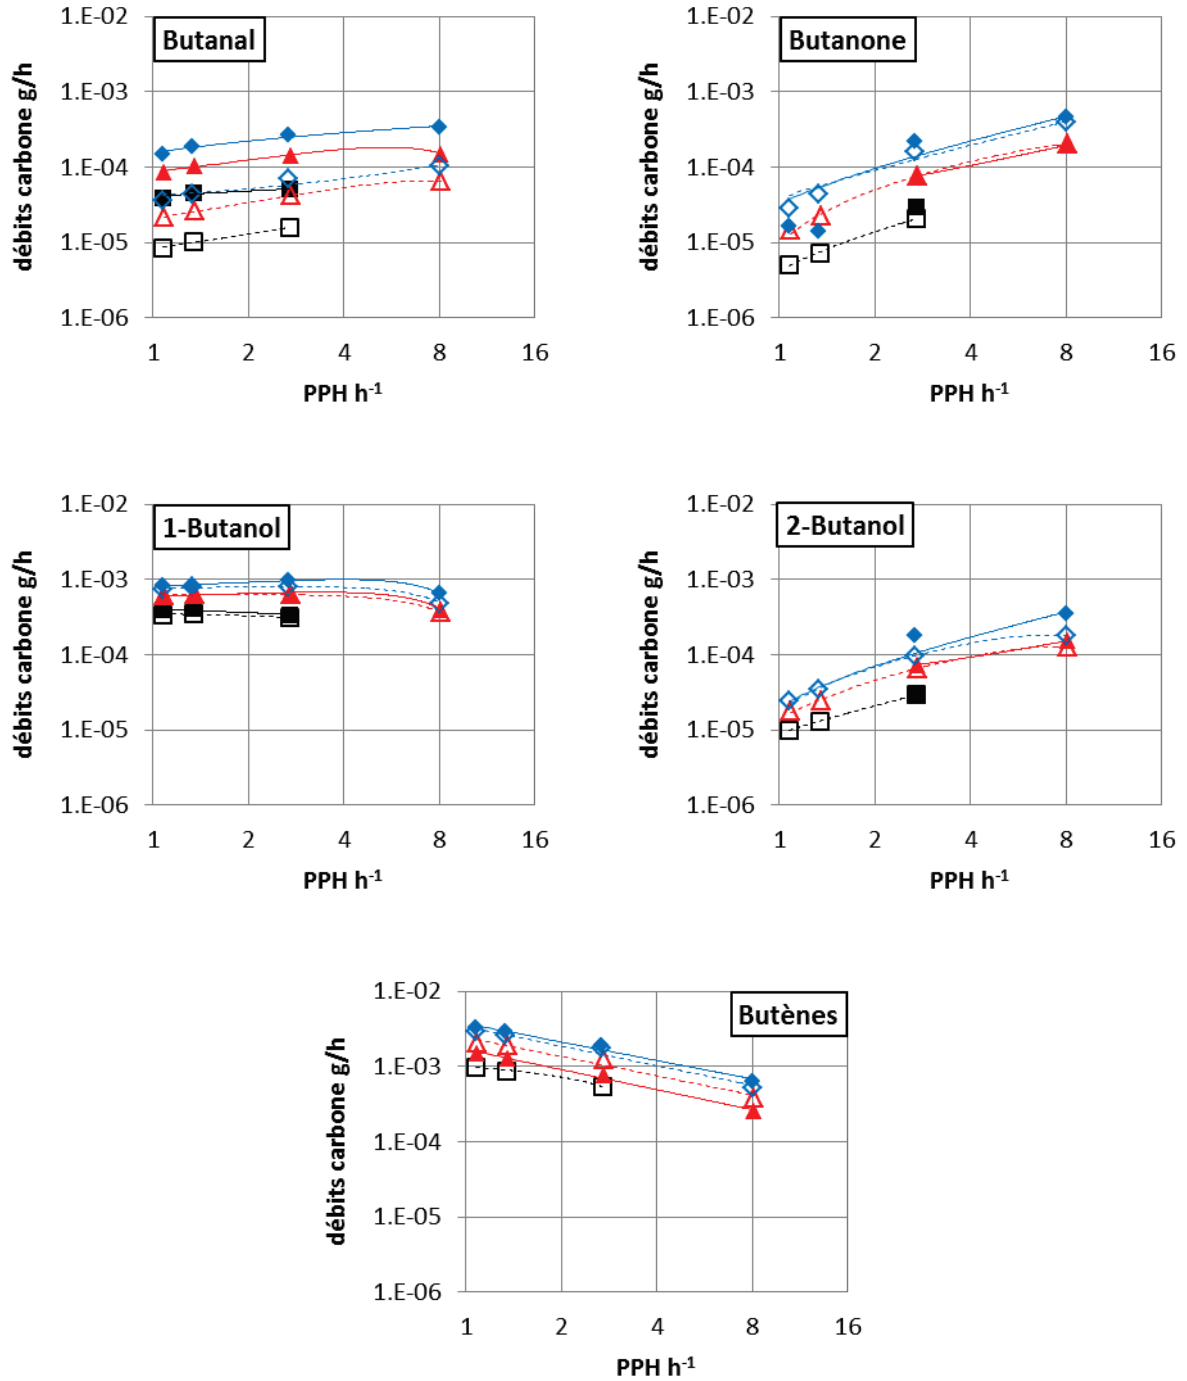 Butanal
débits carbone g/h
1.E-02
1.E-03
1.E-04
1.E-05
1.E-06
1 2 4 8 16
PPH h-1
Butanone
débits carbone g/h
1.E-02
1.E-03
1.E-04
1.E-05
1.E-06
1 2 4 8 16
PPH h-1
1-Butanol
débits carbone g/h
1.E-02
1.E-03
1.E-04
1.E-05
1.E-06
1 2 4 8 16
PPH h-1
2-Butanol
débits carbone g/h
1.E-02
1.E-03
1.E-04
1.E-05
1.E-06
1 2 4 8 16
PPH h-1
Butènes
débits carbone g/h
1.E-02
1.E-03
1.E-04
1.E-05
1.E-06
1 2 4 8 16
PPH h-1